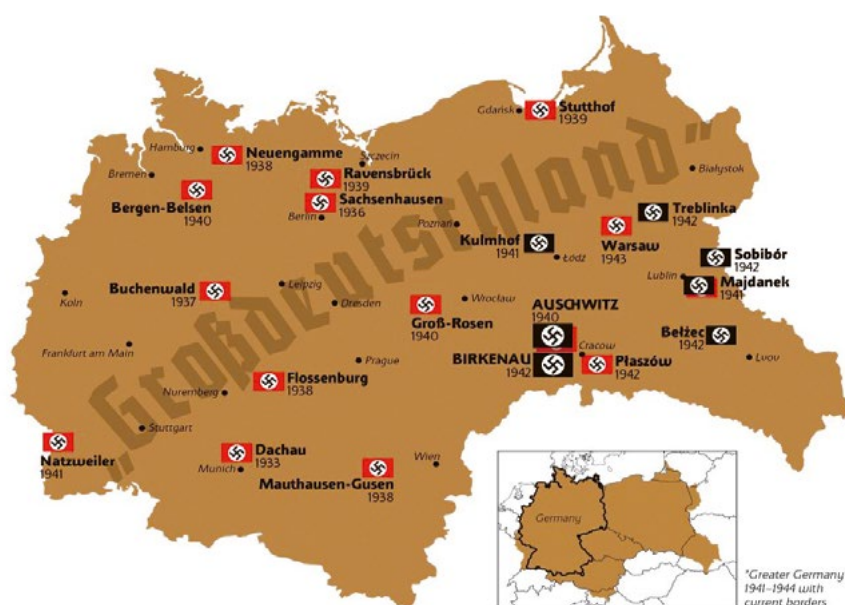 Gdańsk
Stutthof
1939
Hamburg
Neuengamme
1938
Szczecin
Bremen
Ravensbrück
1939
Białystok
Bergen-Belsen
1940
Sachsenhausen
1936
Berlin
„Großdeutschland"
Poznań
Treblinka
1942
Kulmhof
1941
Łódź
Warsaw
1943
Sobibór
1942
Lublin
Majdanek
1941
Buchenwald
1937
Leipzig
Koln
Dresden
Wrocław
Groß-Rosen
1940
AUSCHWITZ
1940
Bełżec
1942
Frankfurt am Main
Prague
Cracow
Lvov
BIRKENAU
1942
Płaszów
1942
Flossenburg
1938
Nuremberg
Stuttgart
Natzweiler
1941
Dachau
1933
Munich
Wien
Mauthausen-Gusen
1938
Germany
"Greater Germany
1941–1944 with
current borders